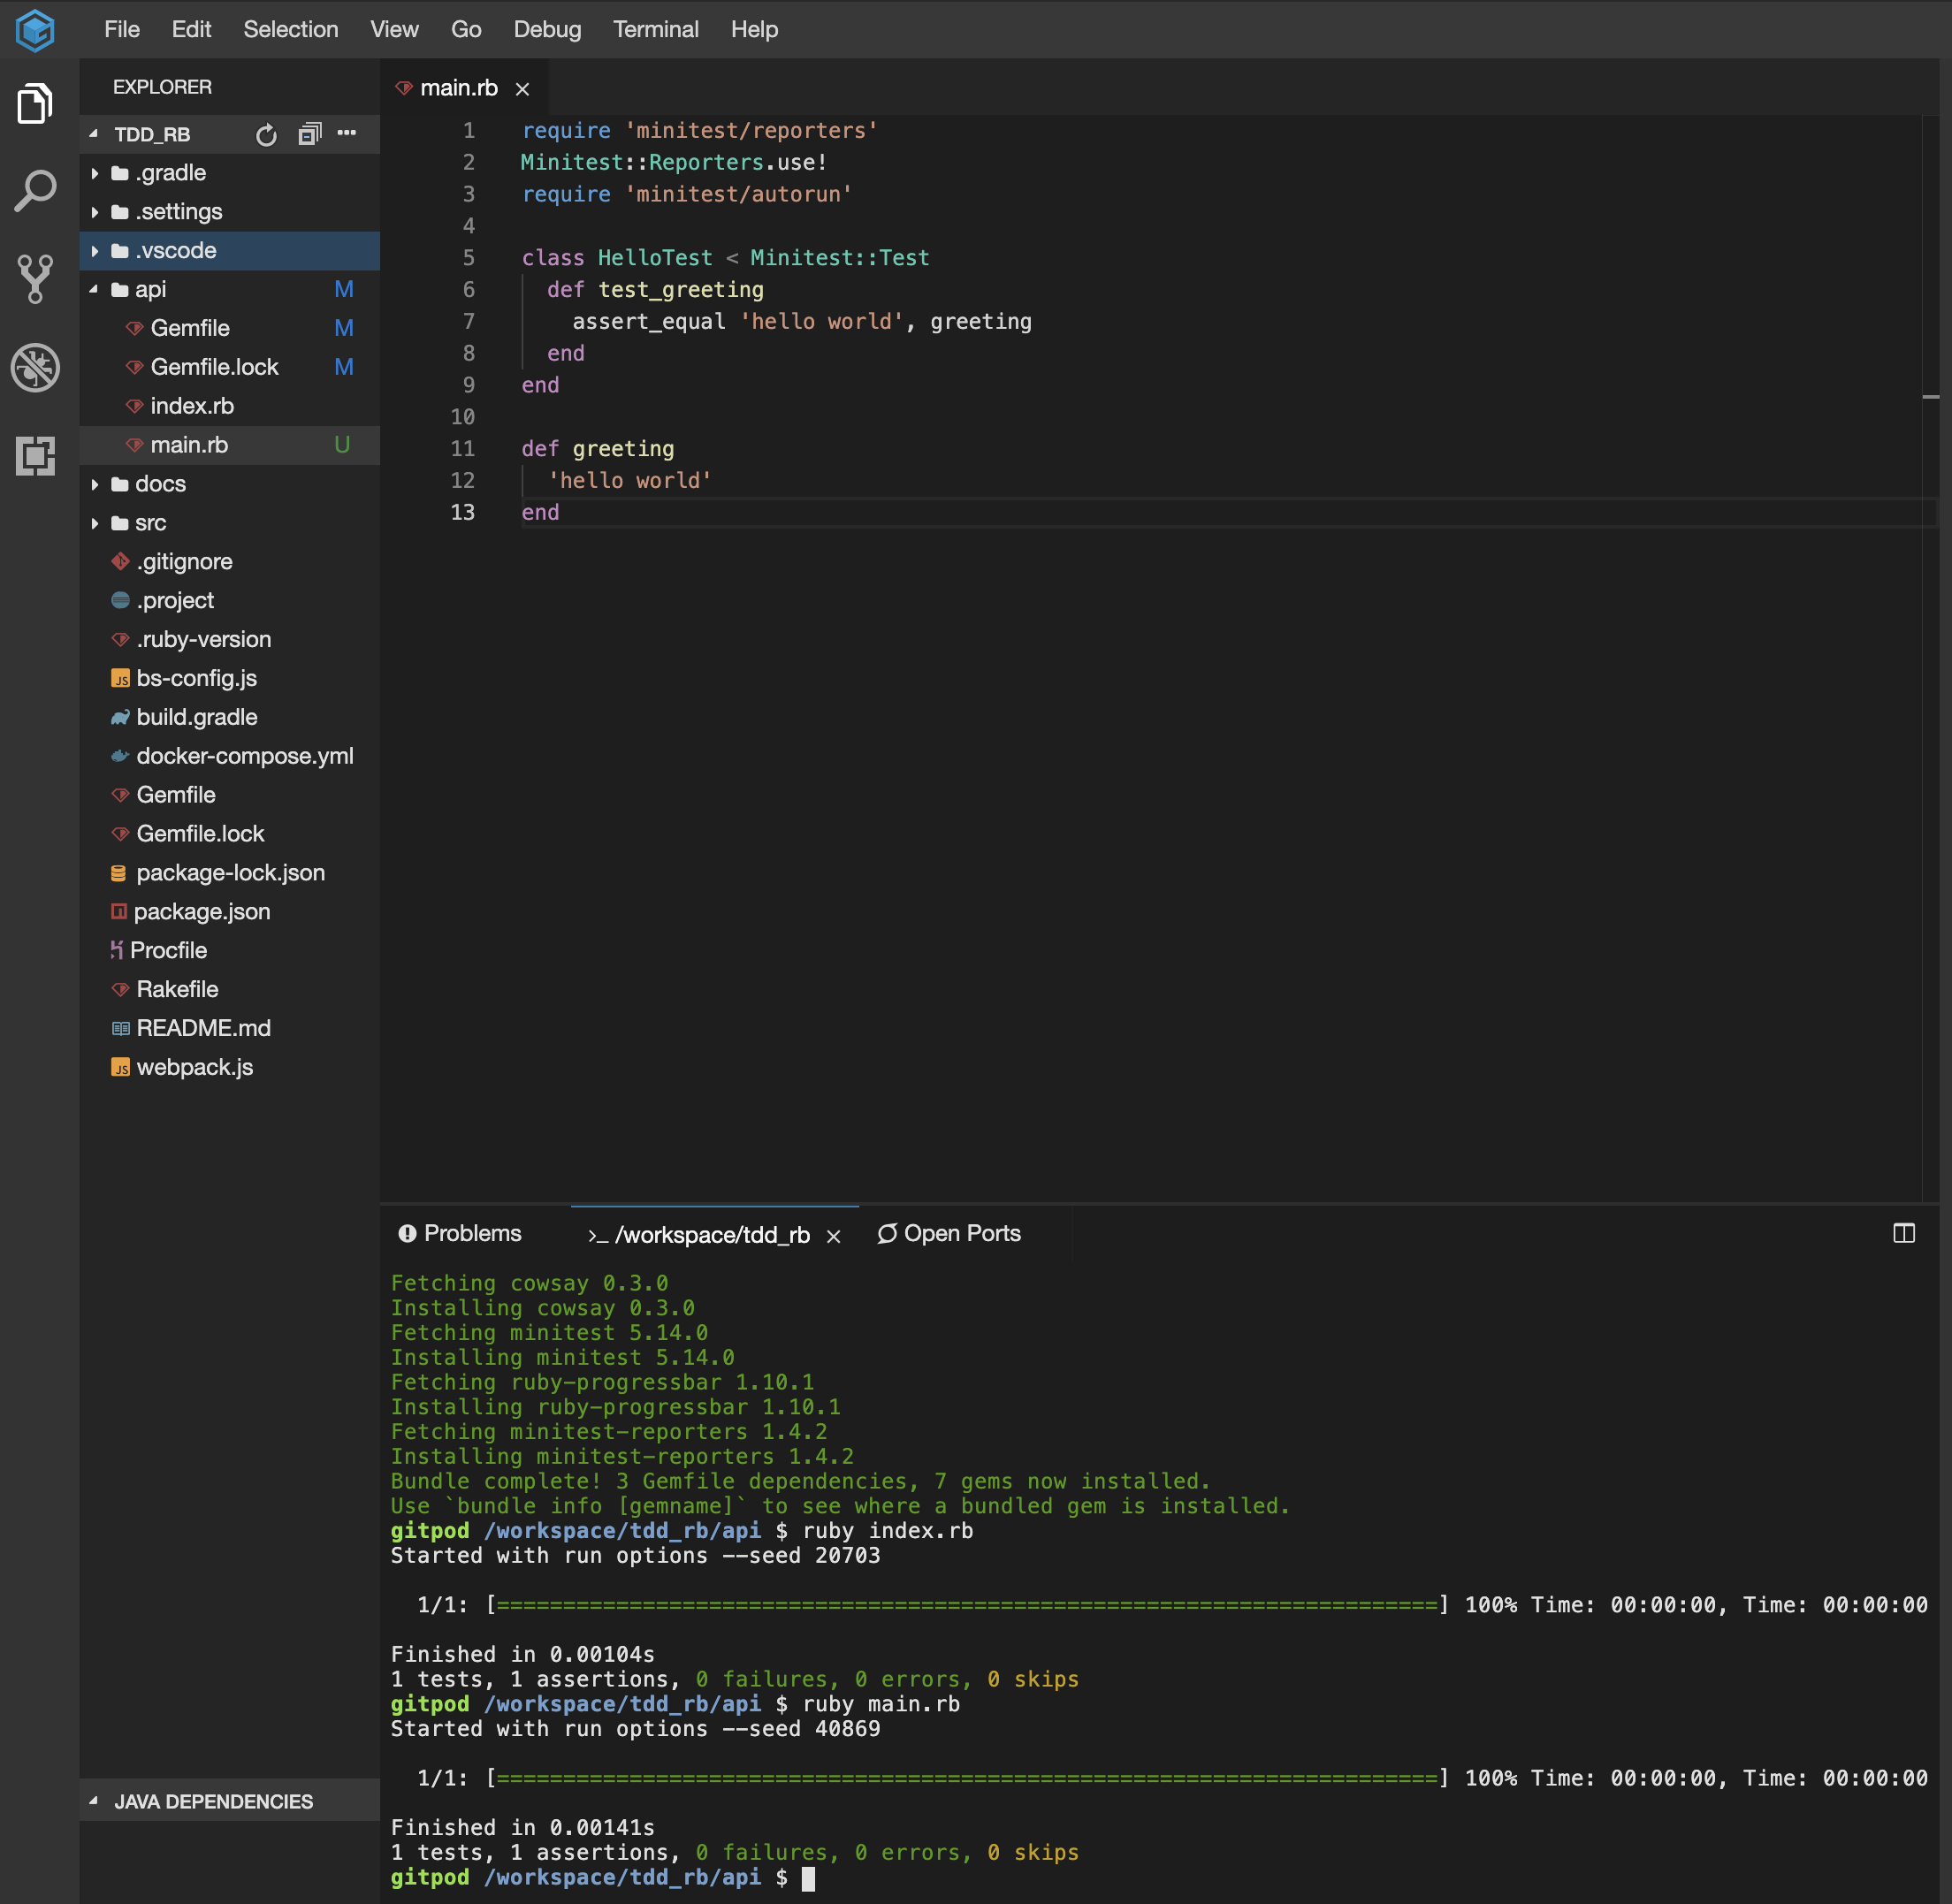 File Edit Selection View Go Debug Terminal Help
EXPLORER
TDD_RB
.gradle
.settings
.vscode
api M
Gemfile M
Gemfile.lock M
index.rb
main.rb U
docs
src
.gitignore
.project
.ruby-version
JS bs-config.js
build.gradle
docker-compose.yml
Gemfile
Gemfile.lock
package-lock.json
package.json
Procfile
Rakefile
README.md
JS webpack.js
JAVA DEPENDENCIES
main.rb ×
1 require 'minitest/reporters'
2 Minitest::Reporters.use!
3 require 'minitest/autorun'
4
5 class HelloTest < Minitest::Test
6 def test_greeting
7 assert_equal 'hello world', greeting
8 end
9 end
10
11 def greeting
12 'hello world'
13 end
Problems >_ /workspace/tdd_rb × Open Ports
Fetching cowsay 0.3.0
Installing cowsay 0.3.0
Fetching minitest 5.14.0
Installing minitest 5.14.0
Fetching ruby-progressbar 1.10.1
Installing ruby-progressbar 1.10.1
Fetching minitest-reporters 1.4.2
Installing minitest-reporters 1.4.2
Bundle complete! 3 Gemfile dependencies, 7 gems now installed.
Use `bundle info [gemname]` to see where a bundled gem is installed.
gitpod /workspace/tdd_rb/api $ ruby index.rb
Started with run options --seed 20703
1/1: [=======================================================================] 100% Time: 00:00:00, Time: 00:00:00
Finished in 0.00104s
1 tests, 1 assertions, 0 failures, 0 errors, 0 skips
gitpod /workspace/tdd_rb/api $ ruby main.rb
Started with run options --seed 40869
1/1: [=======================================================================] 100% Time: 00:00:00, Time: 00:00:00
Finished in 0.00141s
1 tests, 1 assertions, 0 failures, 0 errors, 0 skips
gitpod /workspace/tdd_rb/api $